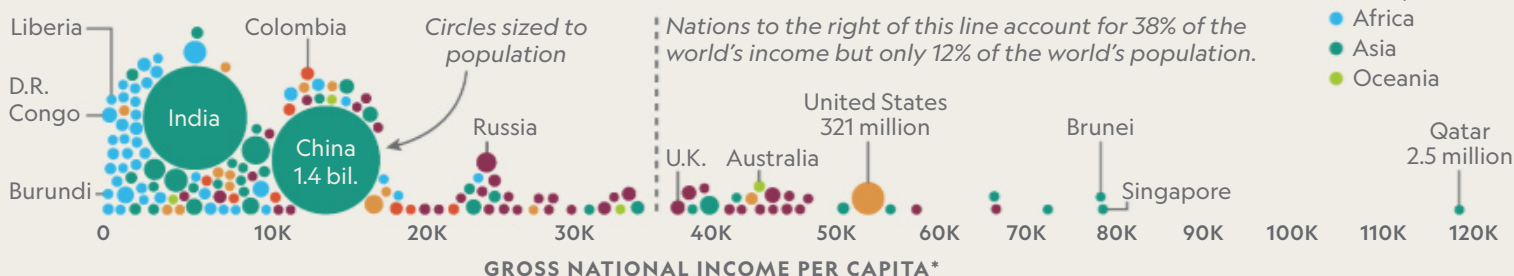 Liberia
Colombia
Circles sized to
population
Nations to the right of this line account for 38% of the
world's income but only 12% of the world's population.
Africa
Asia
Oceania
D.R.
Congo
India
China
1.4 bil.
Russia
United States
321 million
U.K.
Australia
Brunei
Qatar
2.5 million
Burundi
Singapore
0 10K 20K 30K 40K 50K 60K 70K 80K 90K 100K 110K 120K
GROSS NATIONAL INCOME PER CAPITA*